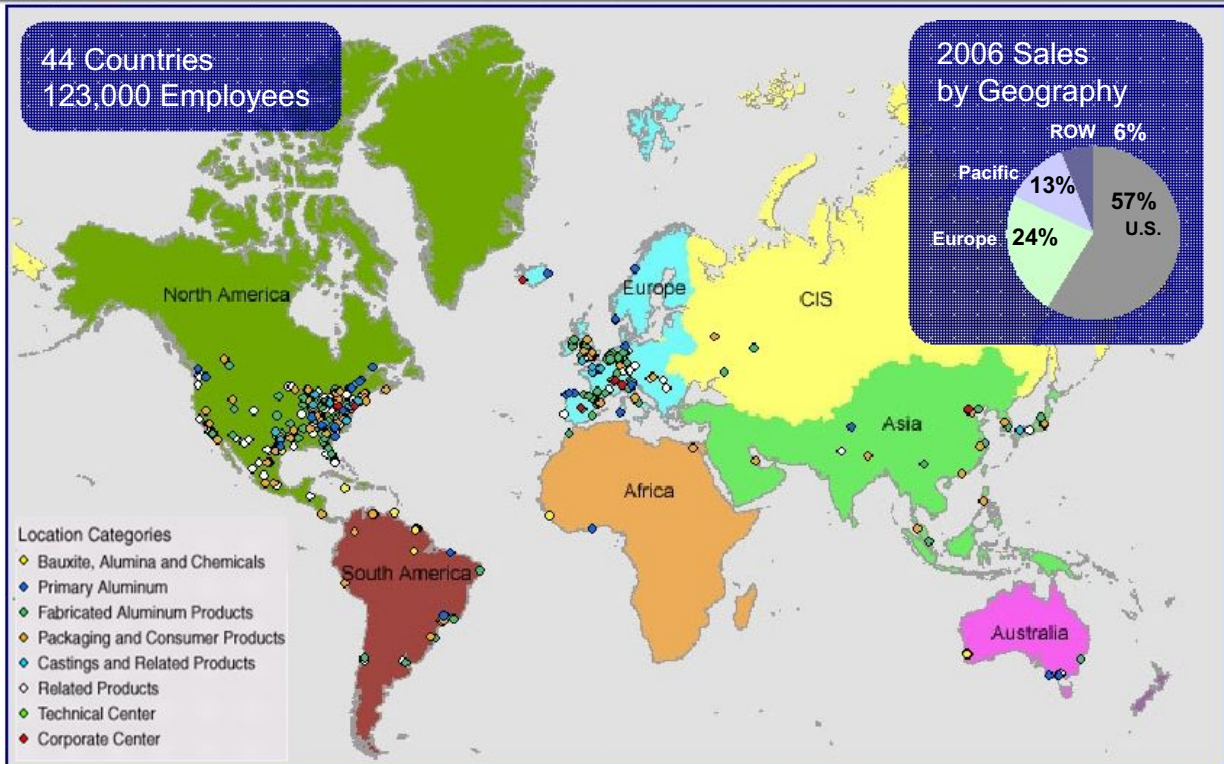 44 Countries
123,000 Employees
2006 Sales
by Geography
ROW 6%
Pacific
13%
57%
U.S.
Europe 24%
North America
Europe
CIS
Asia
Africa
South America
Australia
Location Categories
Bauxite, Alumina and Chemicals
Primary Aluminum
Fabricated Aluminum Products
Packaging and Consumer Products
Castings and Related Products
Related Products
Technical Center
Corporate Center